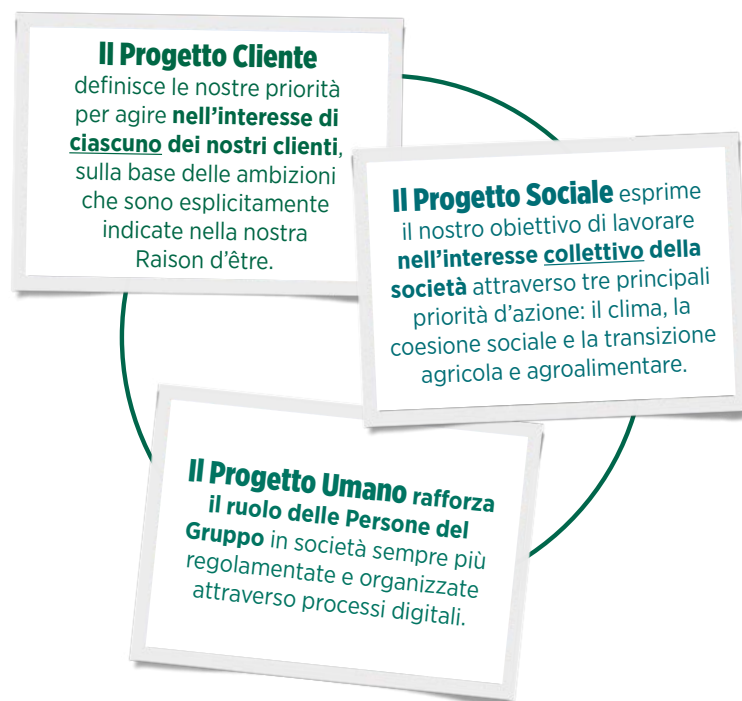 Il Progetto Cliente
definisce le nostre priorità
per agire nell’interesse di
ciascuno dei nostri clienti,
sulla base delle ambizioni
che sono esplicitamente
indicate nella nostra
Raison d’être.
Il Progetto Sociale esprime
il nostro obiettivo di lavorare
nell’interesse collettivo della
società attraverso tre principali
priorità d’azione: il clima, la
coesione sociale e la transizione
agricola e agroalimentare.
Il Progetto Umano rafforza
il ruolo delle Persone del
Gruppo in società sempre più
regolamentate e organizzate
attraverso processi digitali.